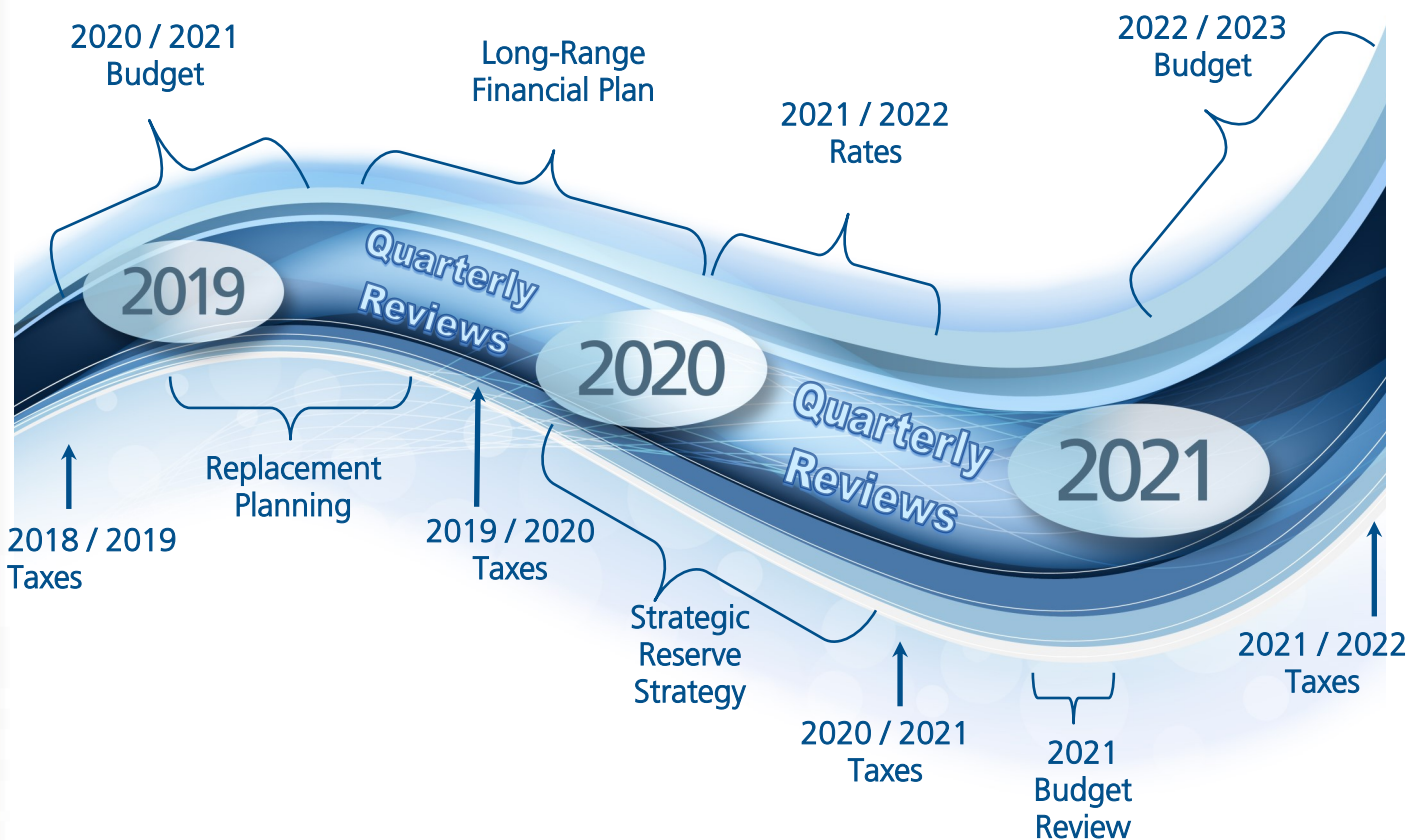 2020 / 2021
Budget
Long-Range
Financial Plan
2021 / 2022
Rates
2022 / 2023
Budget
2019
Quarterly
Reviews
2020
Quarterly
Reviews
2021
2018 / 2019
Taxes
Replacement
Planning
2019 / 2020
Taxes
Strategic
Reserve
Strategy
2020 / 2021
Taxes
2021
Budget
Review
2021 / 2022
Taxes